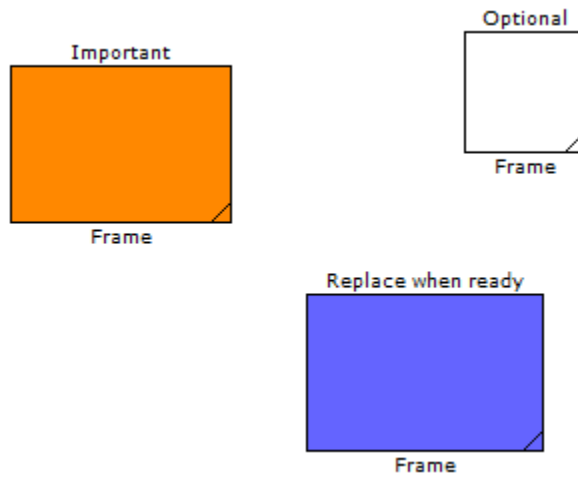 Optional
Important
Frame
Frame
Replace when ready
Frame